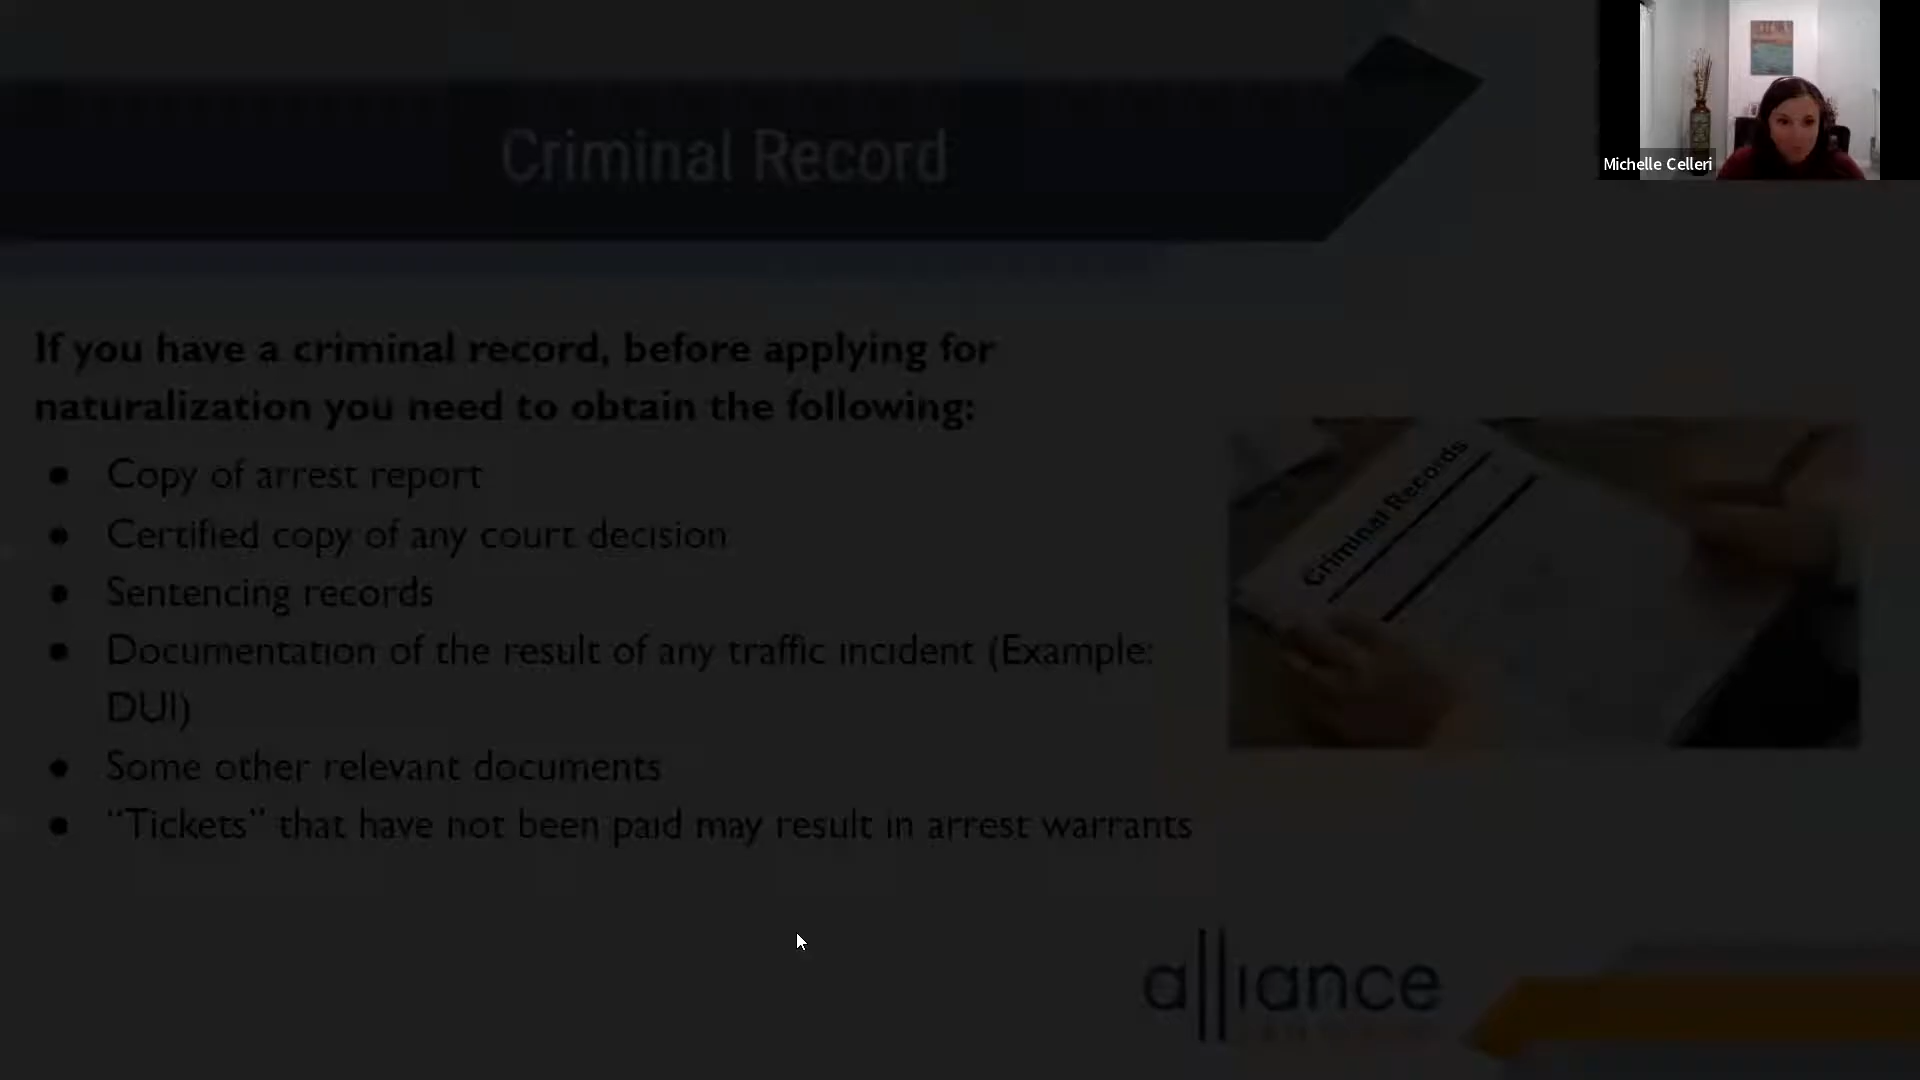 Michelle Celleri
Criminal Record
If you have a criminal record, before applying for
naturalization you need to obtain the following:
● Copy of arrest report
● Certified copy of any court decision
● Sentencing records
● Documentation of the result of any traffic incident (Example:
DUI)
● Some other relevant documents
● “Tickets” that have not been paid may result in arrest warrants
Criminal Records
alliance